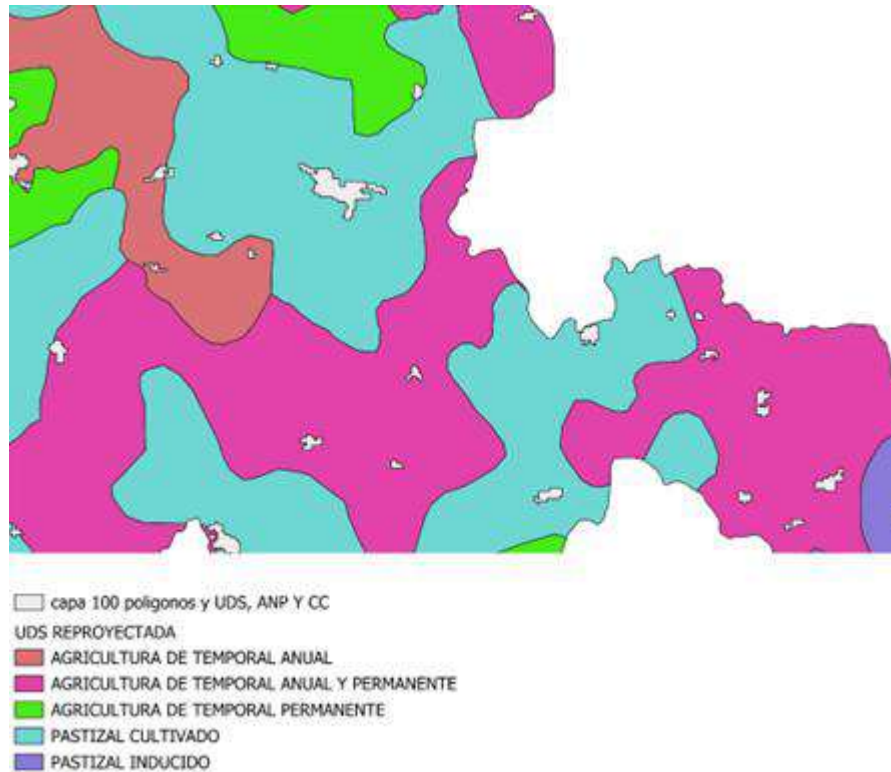 capa 100 poligonos y UDS, ANP Y CC
UDS REPROYECTADA
AGRICULTURA DE TEMPORAL ANUAL
AGRICULTURA DE TEMPORAL ANUAL Y PERMANENTE
AGRICULTURA DE TEMPORAL PERMANENTE
PASTIZAL CULTIVADO
PASTIZAL INDUCIDO